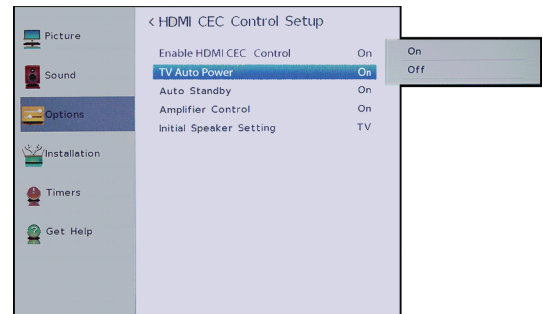 Picture
Sound
Options
Installation
Timers
Get Help
< HDMI CEC Control Setup
Enable HDMI CEC Control On
TV Auto Power On
Auto Standby On
Amplifier Control On
Initial Speaker Setting TV
On
Off